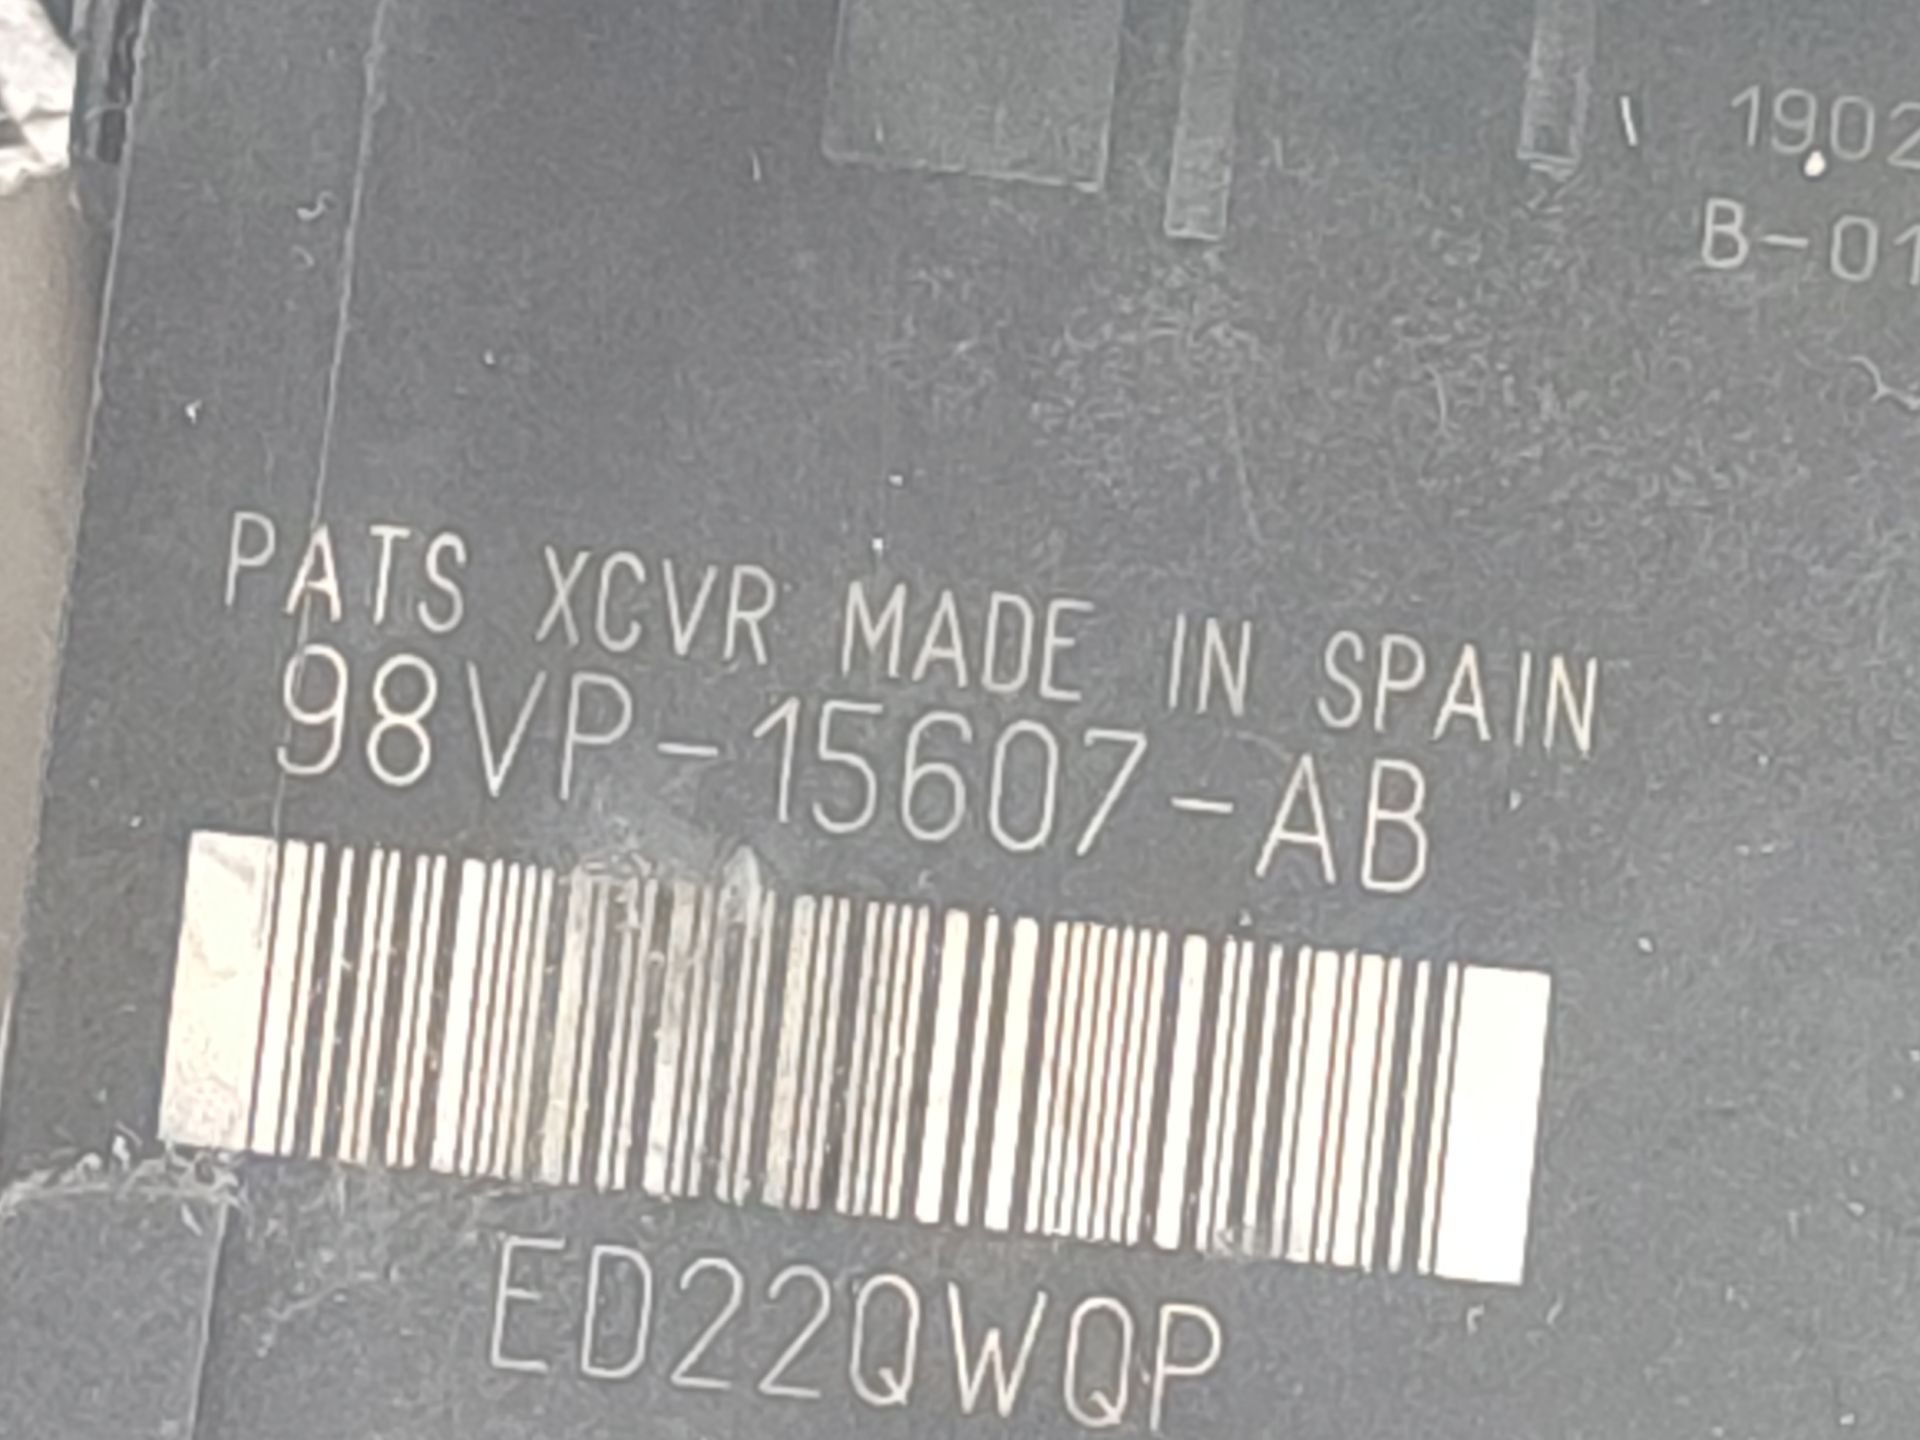 1902
B-01
PATS XCVR MADE IN SPAIN
98VP-15607-AB
ED22QWQP